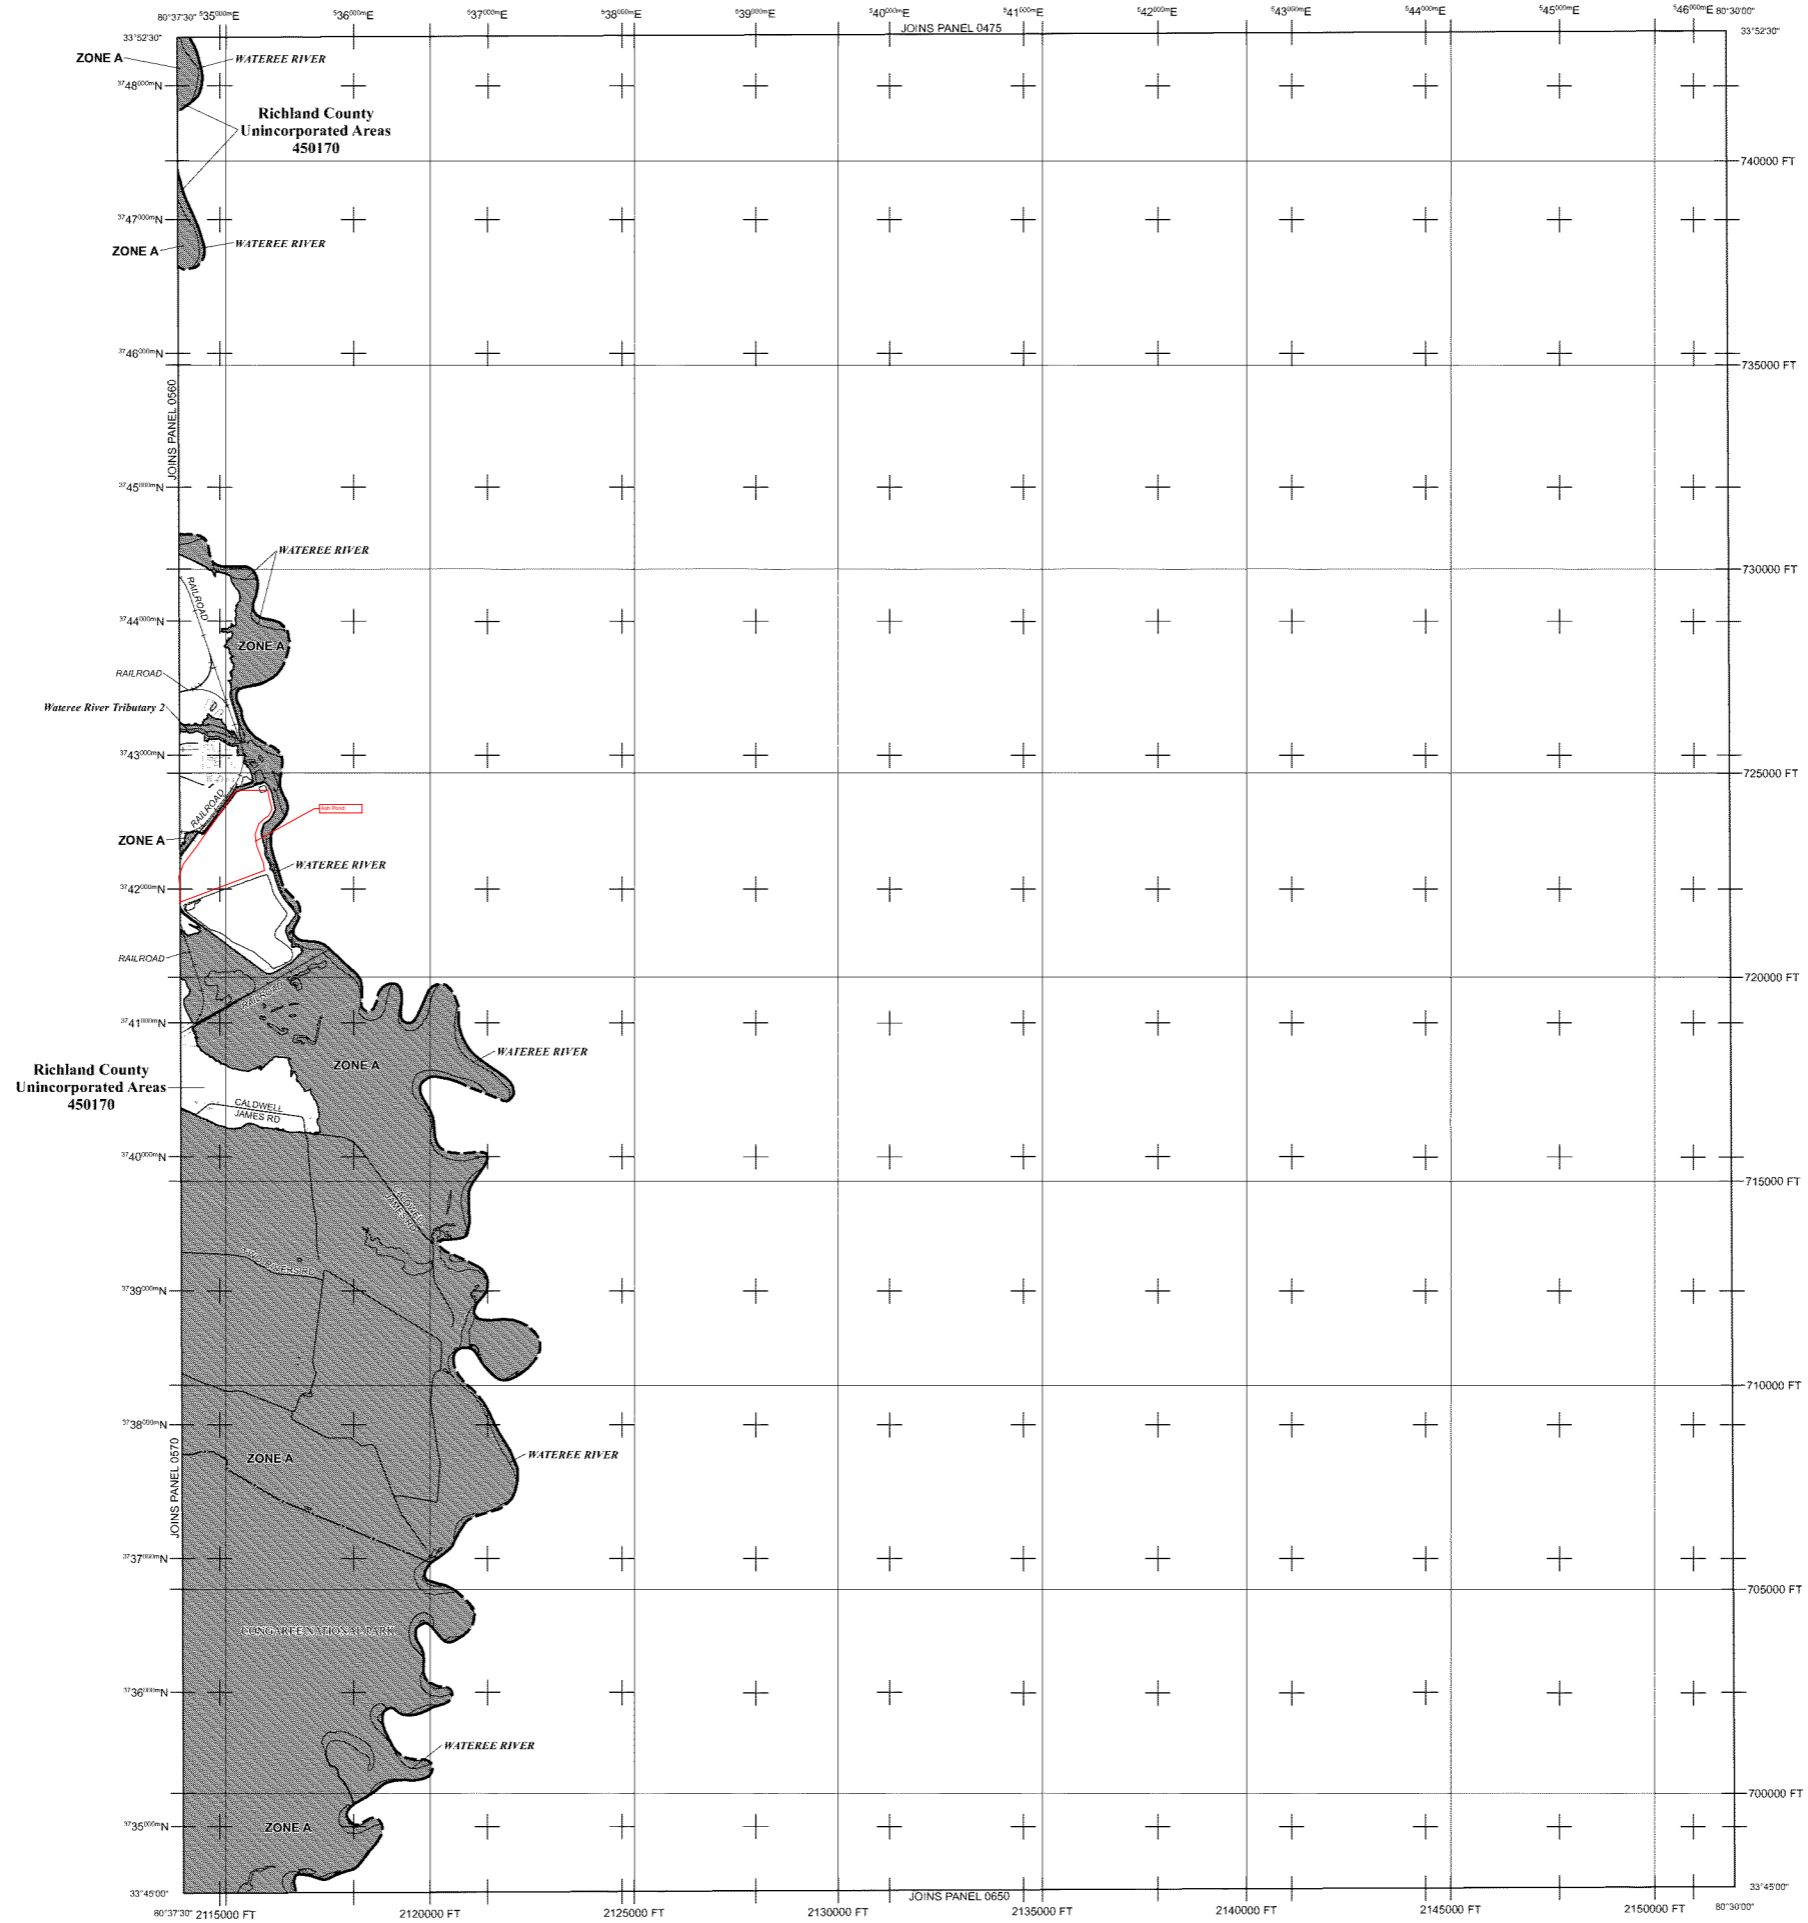 80°37'30"
535000mE
536000mE
537000mE
538000mE
539000mE
540000mE
541000mE
542000mE
543000mE
544000mE
545000mE
546000mE
80°30'00"
JOINS PANEL 0475
33°52'30"
33°52'30"
ZONE A
WATEREE RIVER
3748000mN
Richland County
Unincorporated Areas
450170
740000 FT
3747000mN
WATEREE RIVER
ZONE A
3746000mN
735000 FT
JOINS PANEL 0560
3745000mN
WATEREE RIVER
730000 FT
RAILROAD
3744000mN
ZONE A
RAILROAD
Wateree River Tributary 2
3743000mN
725000 FT
RAILROAD
Ash Pond
ZONE A
WATEREE RIVER
3742000mN
RAILROAD
720000 FT
RAILROAD
3741000mN
WATEREE RIVER
ZONE A
Richland County
Unincorporated Areas
450170
CALDWELL
JAMES RD
3740000mN
715000 FT
CALDWELL
JAMES RD
3739000mN
710000 FT
3738000mN
WATEREE RIVER
ZONE A
JOINS PANEL 0570
3737000mN
705000 FT
CONGAREE NATIONAL PARK
3736000mN
WATEREE RIVER
700000 FT
3735000mN
ZONE A
33°45'00"
33°45'00"
JOINS PANEL 0650
80°37'30"
2115000 FT
2120000 FT
2125000 FT
2130000 FT
2135000 FT
2140000 FT
2145000 FT
2150000 FT
80°30'00"